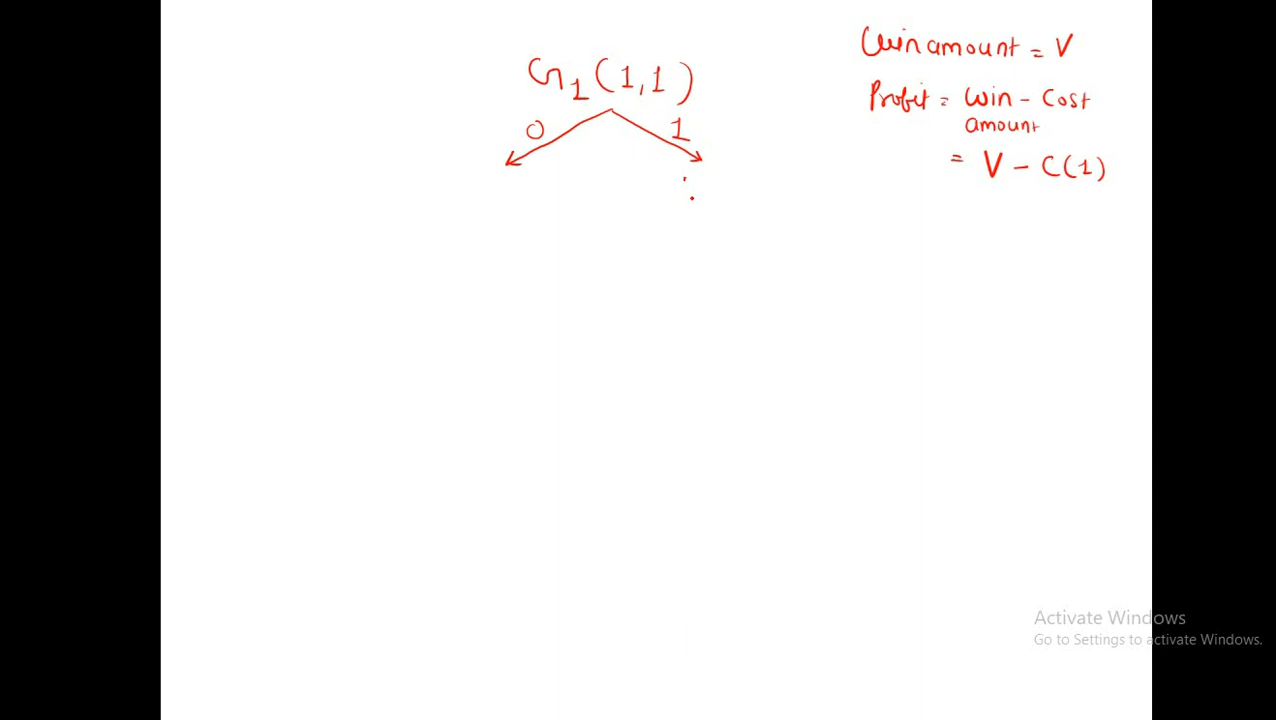 G₁(1,1)
0
1
Win amount = V
Profit = Win - Cost
amount
= V - C(1)
Activate Windows
Go to Settings to activate Windows.